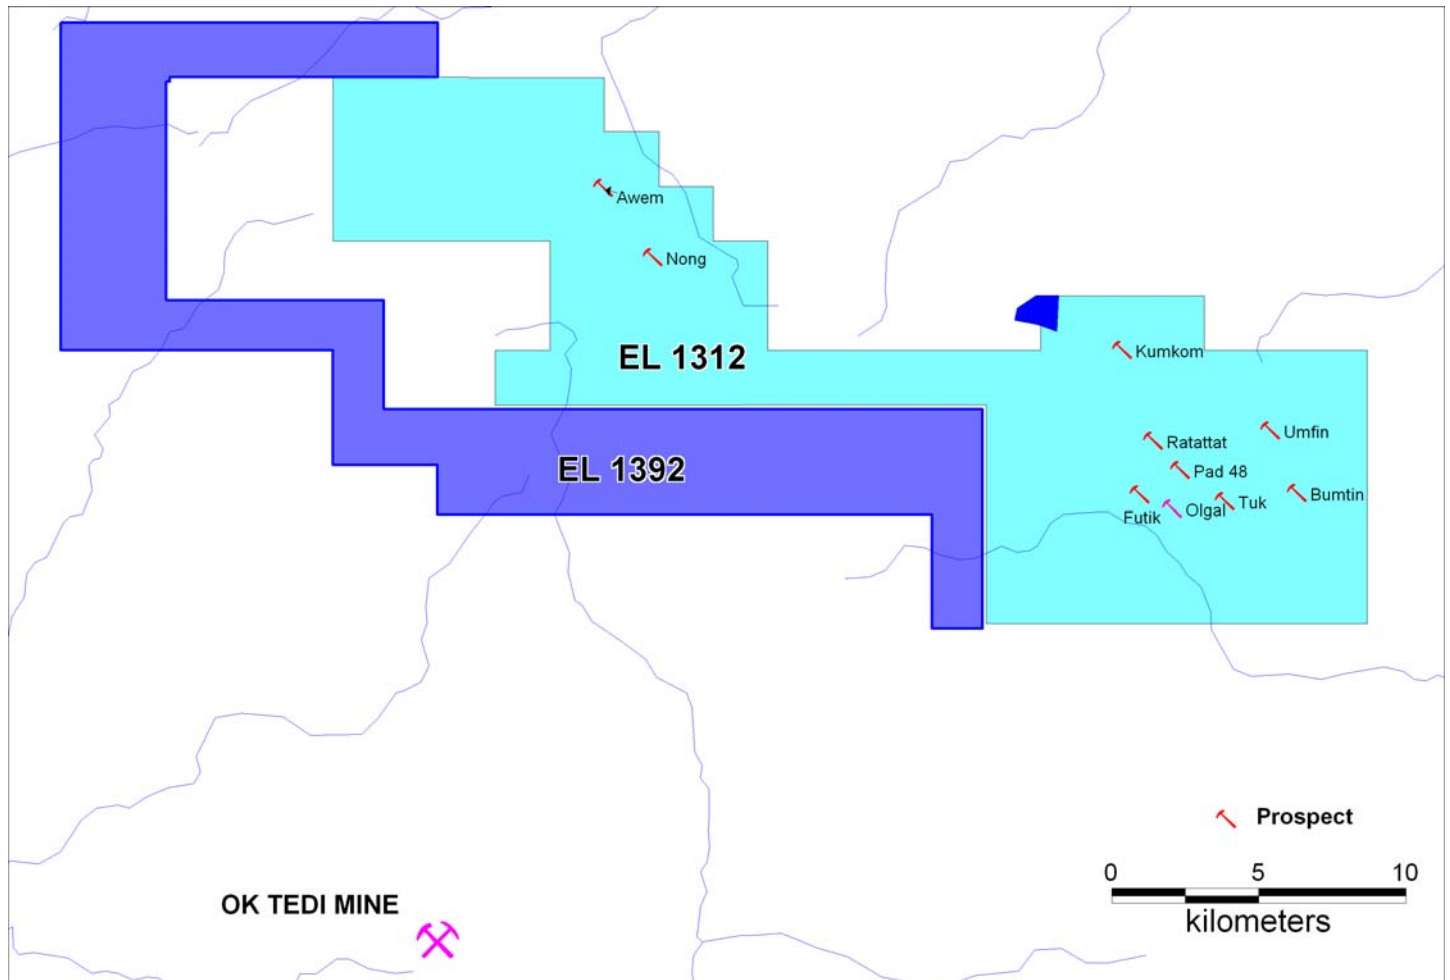 Awem
Nong
EL 1312
Kumkom
Umfin
Ratattat
EL 1392
Pad 48
Bumtin
Tuk
Olgal
Futik
Prospect
0 5 10
kilometers
OK TEDI MINE